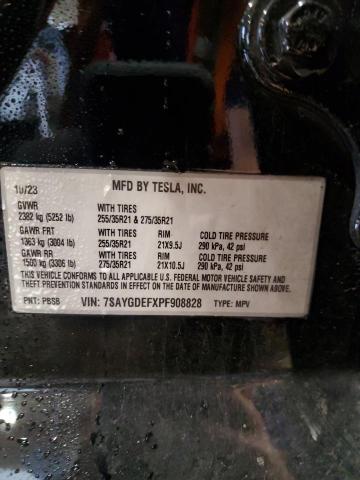 10/23 MFD BY TESLA, INC.
GVWR WITH TIRES
2382 kg (5252 lb) 255/35R21 & 275/35R21
GAWR FRT WITH TIRES RIM COLD TIRE PRESSURE
1363 kg (3004 lb) 255/35R21 21X9.5J 290 kPa, 42 psi
GAWR RR WITH TIRES RIM COLD TIRE PRESSURE
1500 kg (3306 lb) 275/35R21 21X10.5J 290 kPa, 42 psi
THIS VEHICLE CONFORMS TO ALL APPLICABLE U.S. FEDERAL MOTOR VEHICLE SAFETY AND
THEFT PREVENTION STANDARDS IN EFFECT ON THE DATE OF MANUFACTURE SHOWN ABOVE.
PNT: PBSB VIN: 7SAYGDEFXPF908828 TYPE: MPV